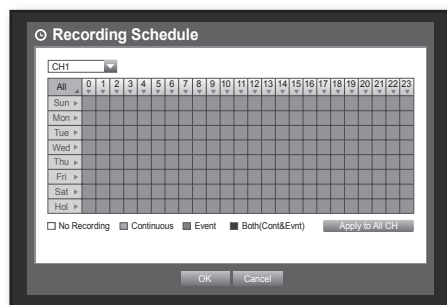 Recording Schedule
CH1
All 0 1 2 3 4 5 6 7 8 9 10 11 12 13 14 15 16 17 18 19 20 21 22 23
Sun
Mon
Tue
Wed
Thu
Fri
Sat
Hol
No Recording Continuous Event Both(Cont&Evnt) Apply to All CH
OK Cancel